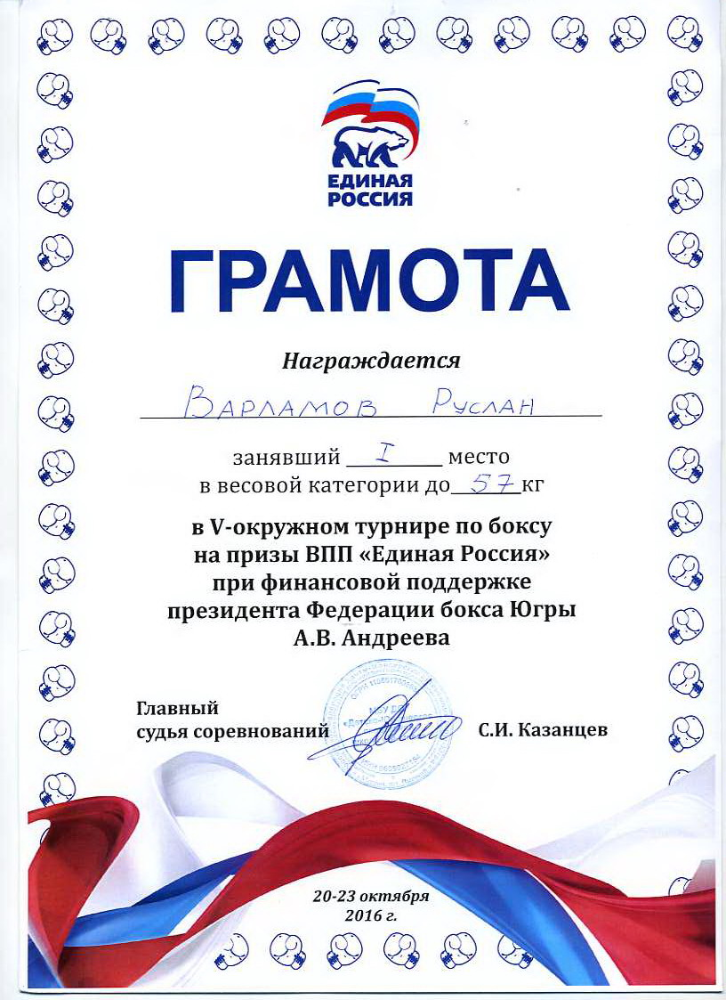 ЕДИНАЯ
РОССИЯ
ГРАМОТА
Награждается
Варламов Руслан
занявший I место
в весовой категории до 57 кг
в V-окружном турнире по боксу
на призы ВПП «Единая Россия»
при финансовой поддержке
президента Федерации бокса Югры
А.В. Андреева
Главный
судья соревнований С.И. Казанцев
20-23 октября
2016 г.